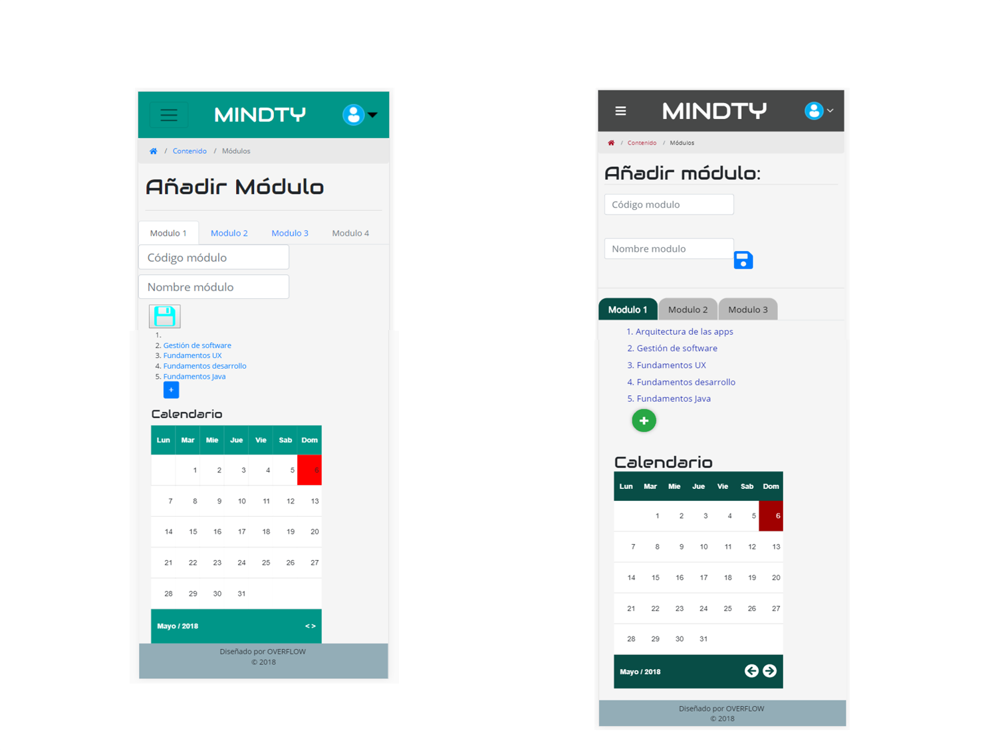 MINDTY
/ Contenido / Módulos
Añadir Módulo
Modulo 1 Modulo 2 Modulo 3 Modulo 4
Código módulo
Nombre módulo
1.
2. Gestión de software
3. Fundamentos UX
4. Fundamentos desarrollo
5. Fundamentos Java
+
Calendario
Lun Mar Mie Jue Vie Sab Dom
1 2 3 4 5 6
7 8 9 10 11 12 13
14 15 16 17 18 19 20
21 22 23 24 25 26 27
28 29 30 31
Mayo / 2018 < >
Diseñado por OVERFLOW
© 2018
MINDTY
/ Contenido / Módulos
Añadir módulo:
Código modulo
Nombre modulo
Modulo 1 Modulo 2 Modulo 3
1. Arquitectura de las apps
2. Gestión de software
3. Fundamentos UX
4. Fundamentos desarrollo
5. Fundamentos Java
Calendario
Lun Mar Mie Jue Vie Sab Dom
1 2 3 4 5 6
7 8 9 10 11 12 13
14 15 16 17 18 19 20
21 22 23 24 25 26 27
28 29 30 31
Mayo / 2018
Diseñado por OVERFLOW
© 2018